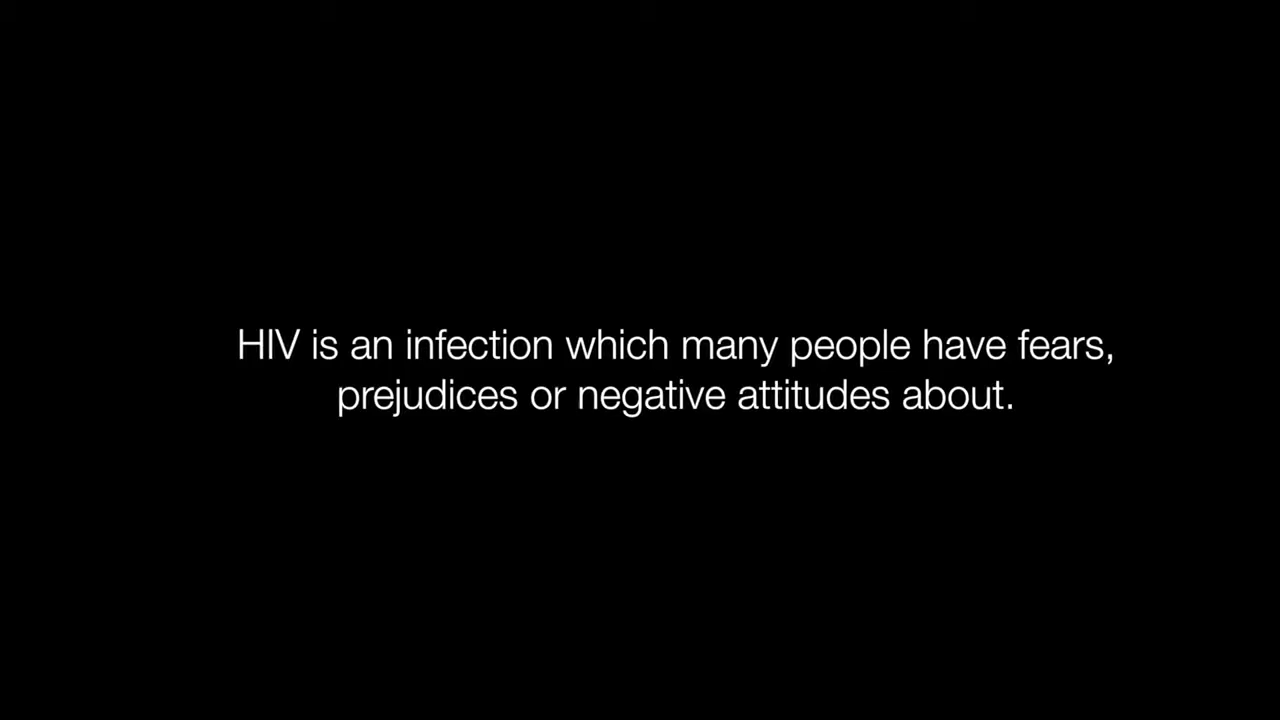 HIV is an infection which many people have fears,
prejudices or negative attitudes about.